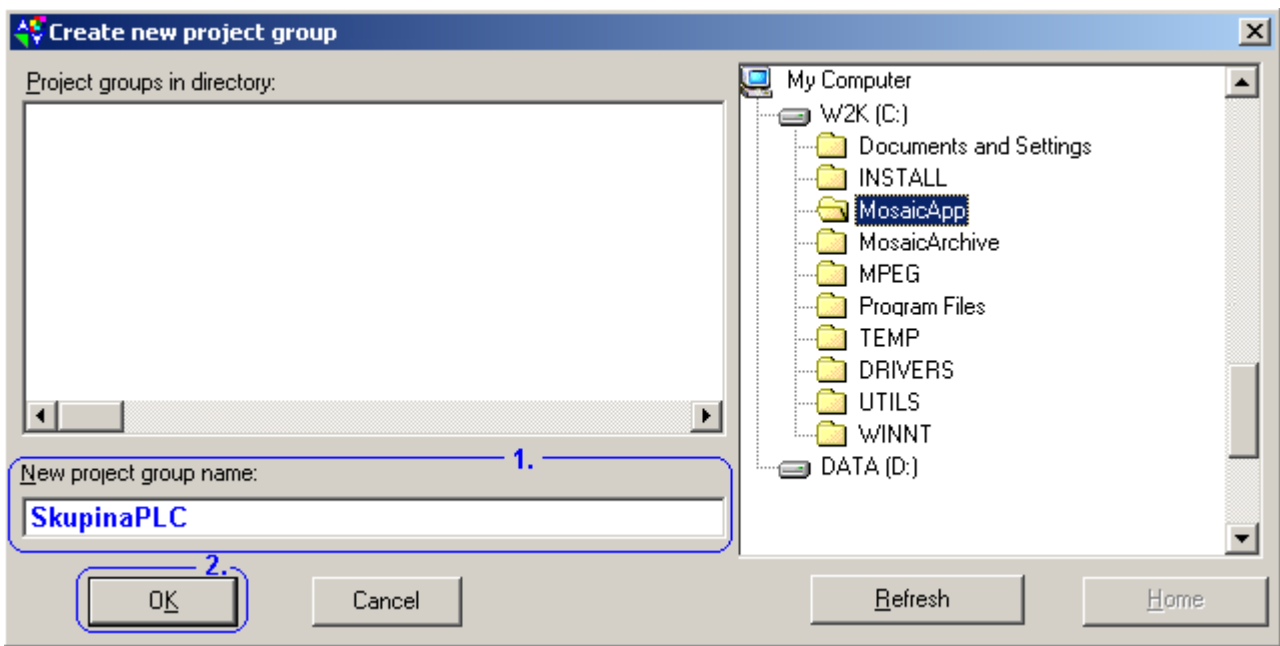 Create new project group
Project groups in directory:
My Computer
W2K (C:)
Documents and Settings
INSTALL
MosaicApp
MosaicArchive
MPEG
Program Files
TEMP
DRIVERS
UTILS
WINNT
DATA (D:)
1.
New project group name:
SkupinaPLC
2.
OK
Cancel
Refresh
Home